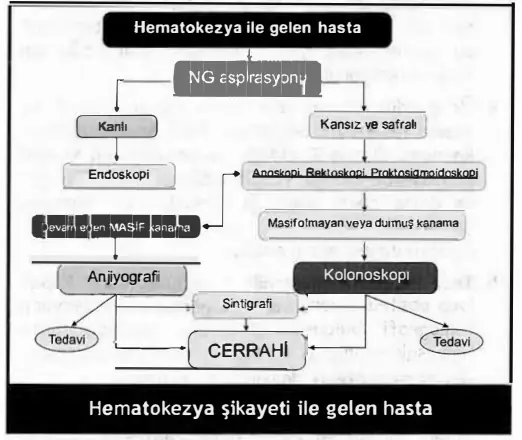 Hematokezya ile gelen hasta
NG aspirasyonu
Kanlı
Kansız ve safralı
Endoskopi
Anoskopi, Rektoskopi, Proktosigmoidoskopi
Devam eden MASİF kanama
Masif olmayan veya durmuş kanama
Anjiyografi
Kolonoskopi
Sintigrafi
Tedavi
CERRAHİ
Tedavi
Hematokezya şikayeti ile gelen hasta